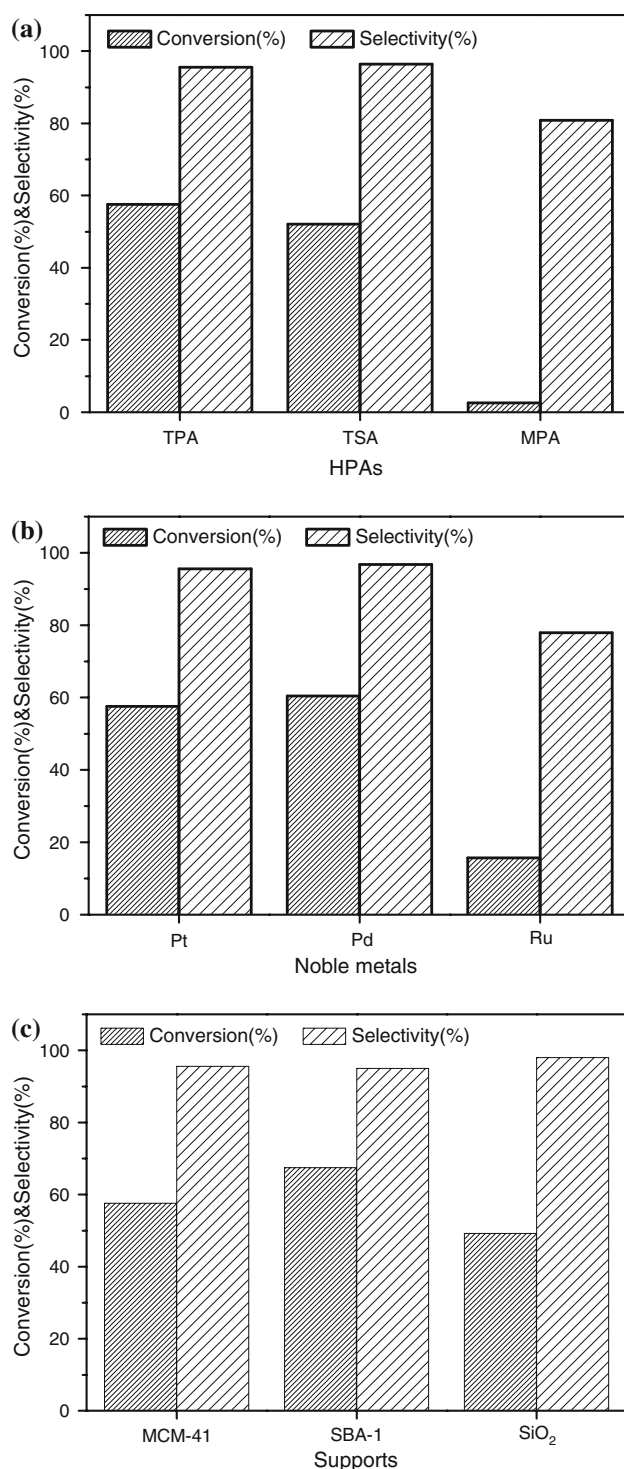 (a)
Conversion(%) Selectivity(%)
Conversion(%)&Selectivity(%)
100
80
60
40
20
0
TPA TSA MPA
HPAs
(b)
Conversion(%) Selectivity(%)
Conversion(%)&Selectivity(%)
100
80
60
40
20
0
Pt Pd Ru
Noble metals
(c)
Conversion(%) Selectivity(%)
Conversion(%)&Selectivity(%)
100
80
60
40
20
0
MCM-41 SBA-1 SiO₂
Supports